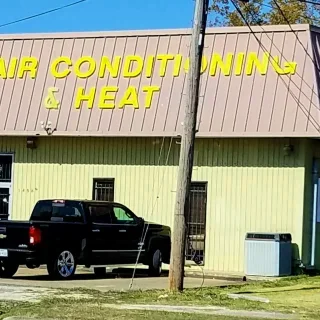 AIR CONDITIONING
& HEAT